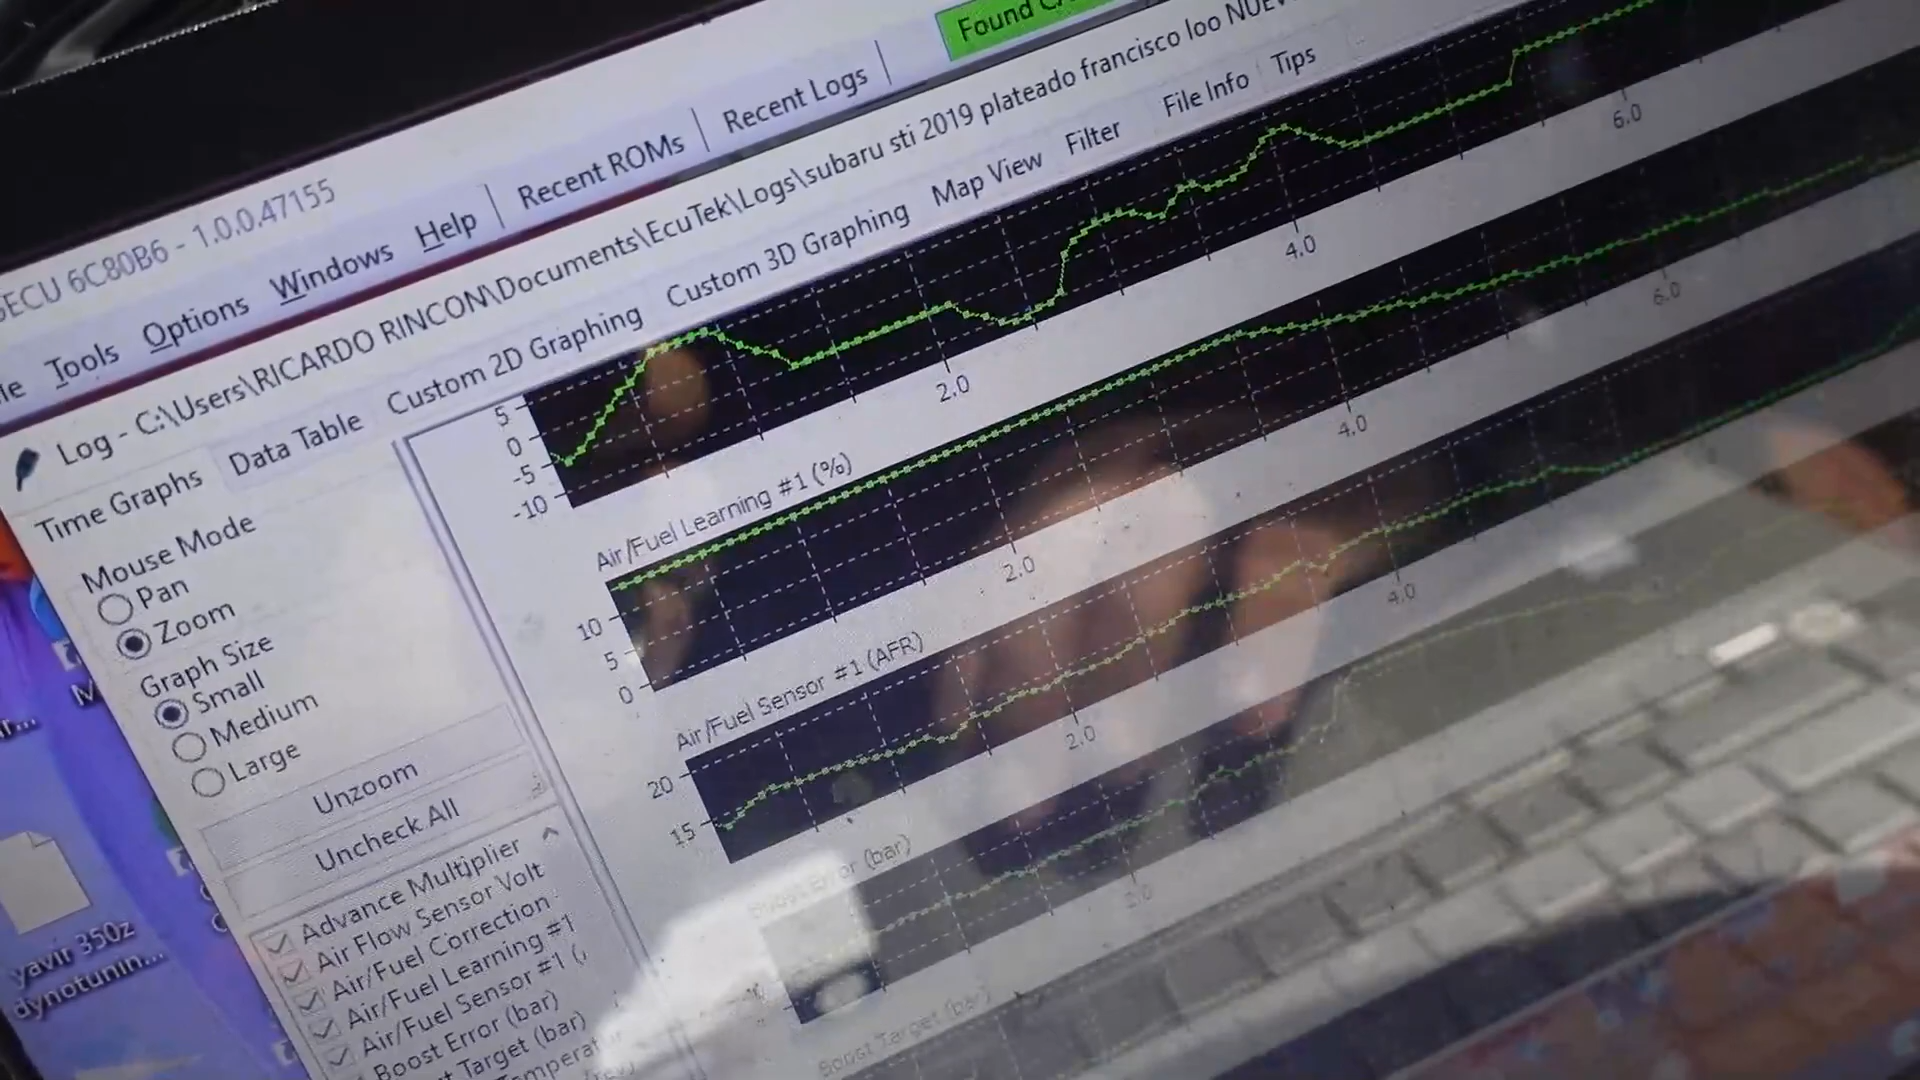 Found
ECU 6C80B6 - 1.0.0.47155
Tools Options Windows Help Recent ROMs Recent Logs
Log - C:\Users\RICARDO RINCON\Documents\EcuTek\Logs\subaru sti 2019 plateado francisco loo
Time Graphs Data Table Custom 2D Graphing Custom 3D Graphing Map View Filter File Info Tips
Mouse Mode
Pan
Zoom
Graph Size
Small
Medium
Large
Unzoom
Uncheck All
Advance Multiplier
Air Flow Sensor Volt
Air/Fuel Correction
Air/Fuel Learning #1
Air/Fuel Sensor #1 (
Boost Error (bar)
Target (bar)
5
0
-5
-10
2.0 4.0 6.0
Air/Fuel Learning #1 (%)
10
5
0
2.0 4.0 6.0
Air/Fuel Sensor #1 (AFR)
20
15
2.0 4.0
Boost Error (bar)
2.0
Boost Target (bar)
yavir 350z
dynotunin...